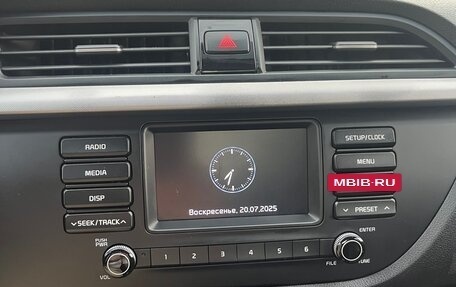 RADIO
MEDIA
DISP
SEEK/TRACK
PUSH
PWR
VOL
Воскресенье, 20.07.2025
1 2 3 4 5 6
SETUP/CLOCK
MENU
MBIB-RU
PRESET
ENTER
FILE
TUNE